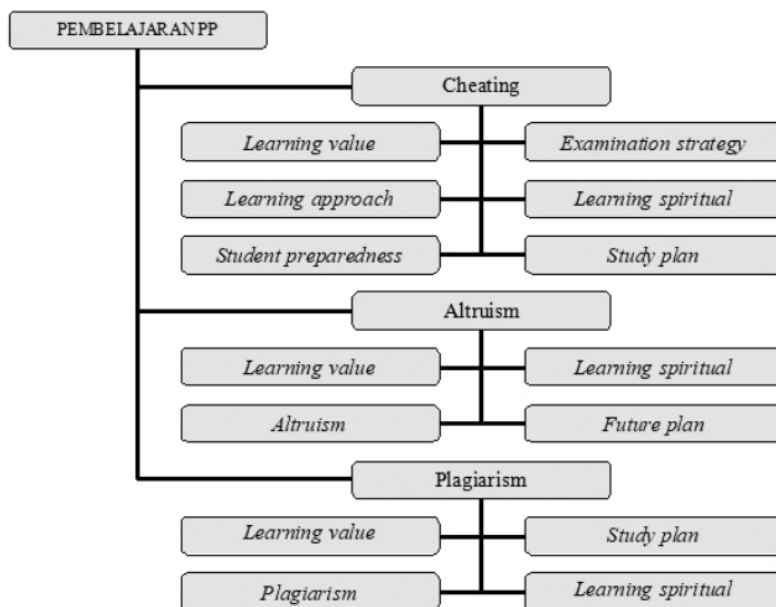 PEMBELAJARAN PP
Cheating
Learning value
Examination strategy
Learning approach
Learning spiritual
Student preparedness
Study plan
Altruism
Learning value
Learning spiritual
Altruism
Future plan
Plagiarism
Learning value
Study plan
Plagiarism
Learning spiritual